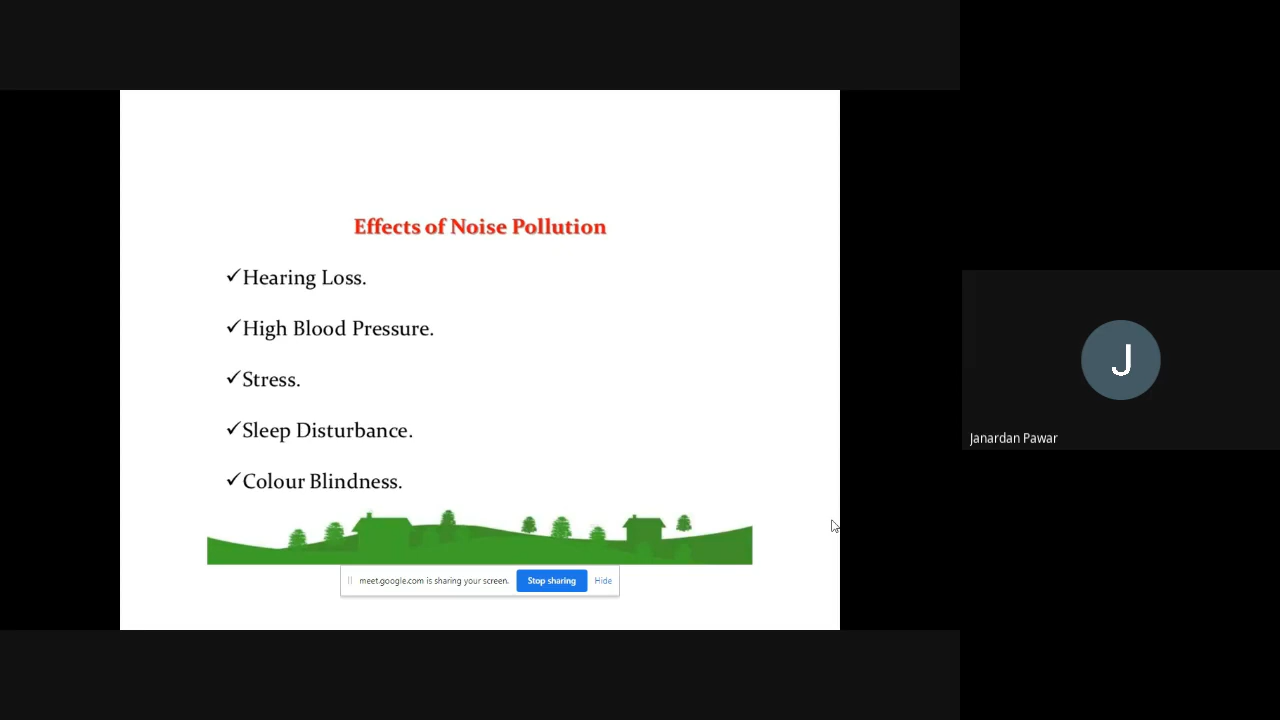 Effects of Noise Pollution
✓Hearing Loss.
✓High Blood Pressure.
✓Stress.
✓Sleep Disturbance.
✓Colour Blindness.
meet.google.com is sharing your screen. Stop sharing Hide
J
Janardan Pawar